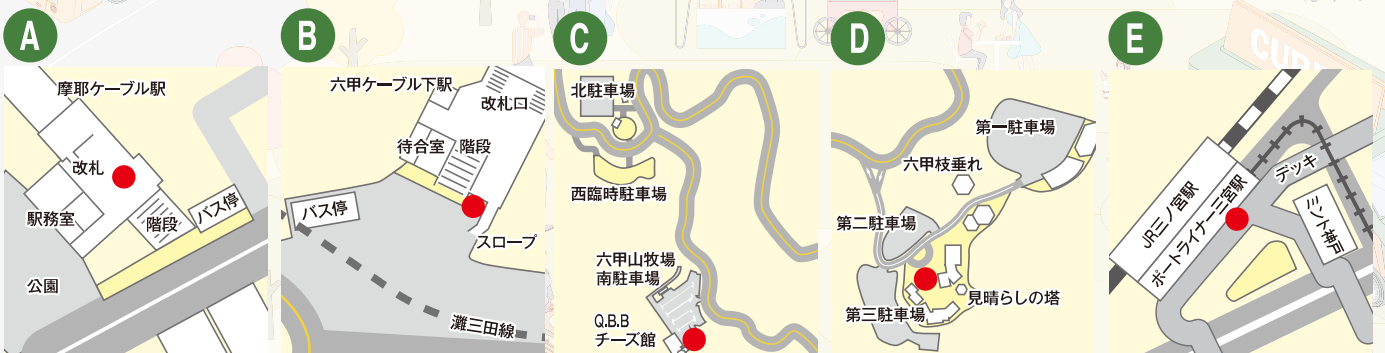 A
摩耶ケーブル駅
改札
駅務室
階段
バス停
公園
B
六甲ケーブル下駅
改札口
待合室
階段
バス停
スロープ
灘三田線
C
北駐車場
西臨時駐車場
六甲山牧場
南駐車場
Q.B.B
チーズ館
D
第一駐車場
六甲枝垂れ
第二駐車場
見晴らしの塔
第三駐車場
E
JR三ノ宮駅
ポートライナー三宮駅
デッキ
ミント神戸